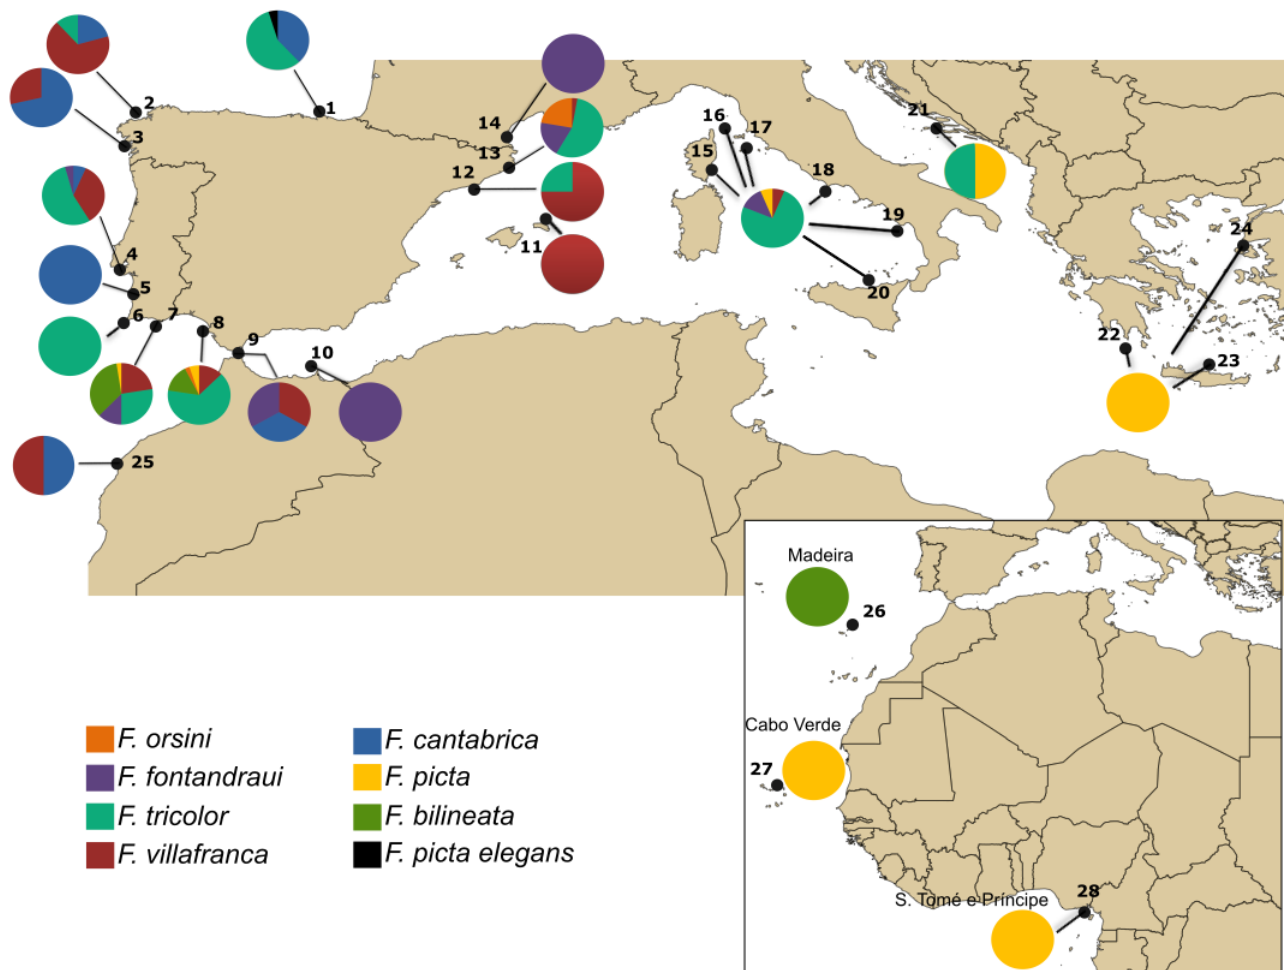 2
1
3
14
13
12
11
16
17
15
18
19
20
21
24
22
23
4
5
6
7
8
9
10
25
Madeira
26
Cabo Verde
27
S. Tomé e Príncipe
28
F. orsini
F. fontandraui
F. tricolor
F. villafranca
F. cantabrica
F. picta
F. bilineata
F. picta elegans